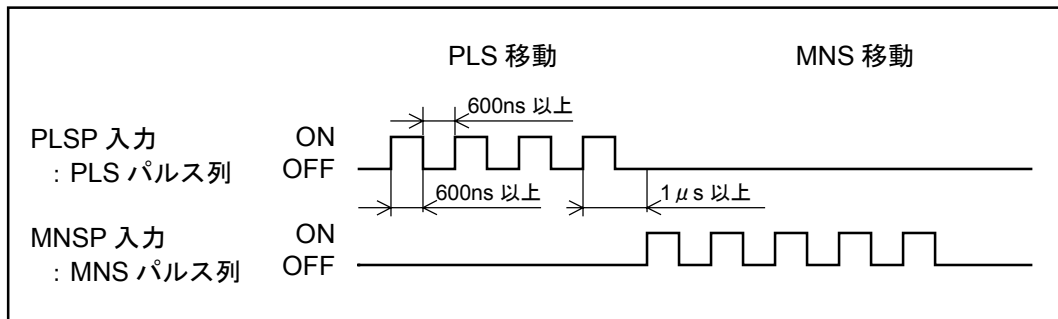 PLS 移動 MNS 移動
600ns 以上
PLSP 入力 ON
: PLS パルス列 OFF
600ns 以上 1μs 以上
MNSP 入力 ON
: MNS パルス列 OFF